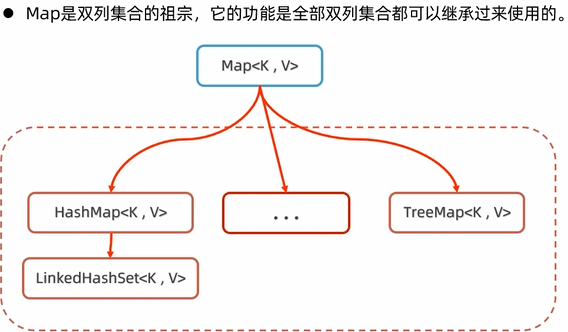 ● Map是双列集合的祖宗，它的功能是全部双列集合都可以继承过来使用的。
Map<K , V>
HashMap<K , V>
...
TreeMap<K , V>
LinkedHashSet<K , V>